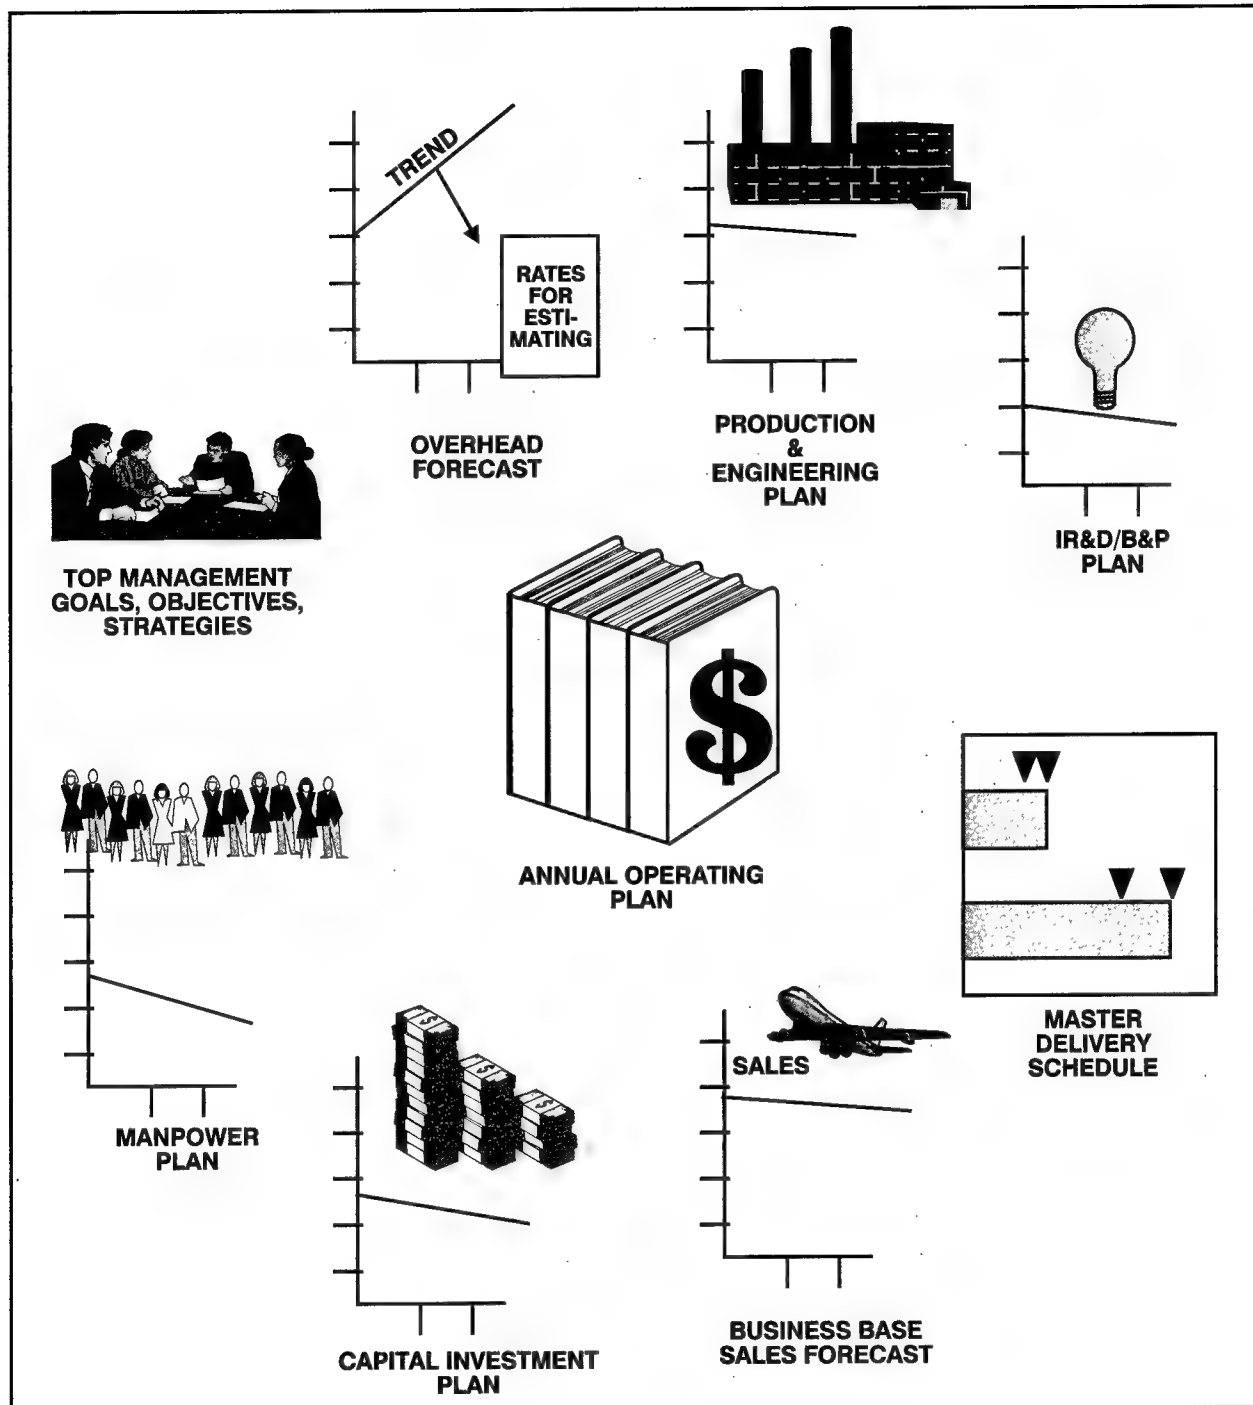 TREND
RATES
FOR
ESTI-
MATING
OVERHEAD
FORECAST
PRODUCTION
&
ENGINEERING
PLAN
IR&D/B&P
PLAN
TOP MANAGEMENT
GOALS, OBJECTIVES,
STRATEGIES
$
ANNUAL OPERATING
PLAN
MASTER
DELIVERY
SCHEDULE
MANPOWER
PLAN
$
$
$
CAPITAL INVESTMENT
PLAN
SALES
BUSINESS BASE
SALES FORECAST